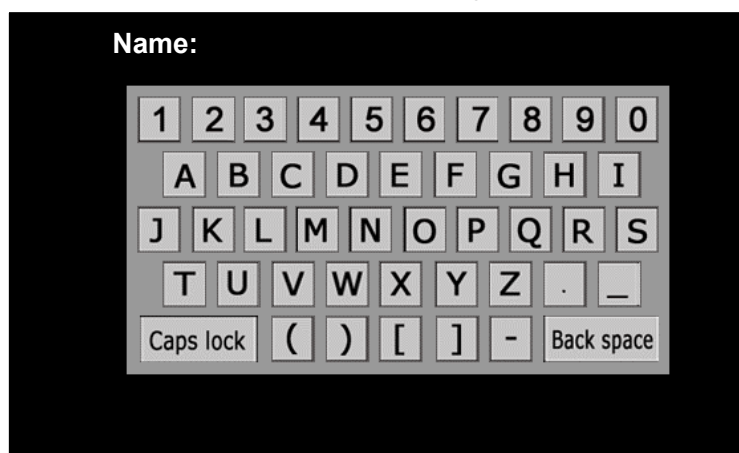 Name:
1 2 3 4 5 6 7 8 9 0
A B C D E F G H I
J K L M N O P Q R S
T U V W X Y Z . _
Caps lock ( ) [ ] - Back space